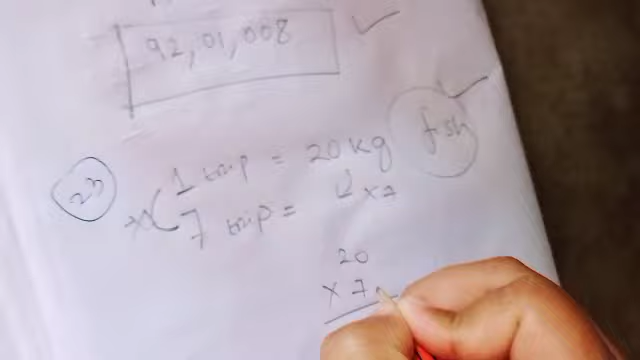 92,01,008
23
1 trip = 20 kg fish
7 trip = ↓ x 7
20
x 7